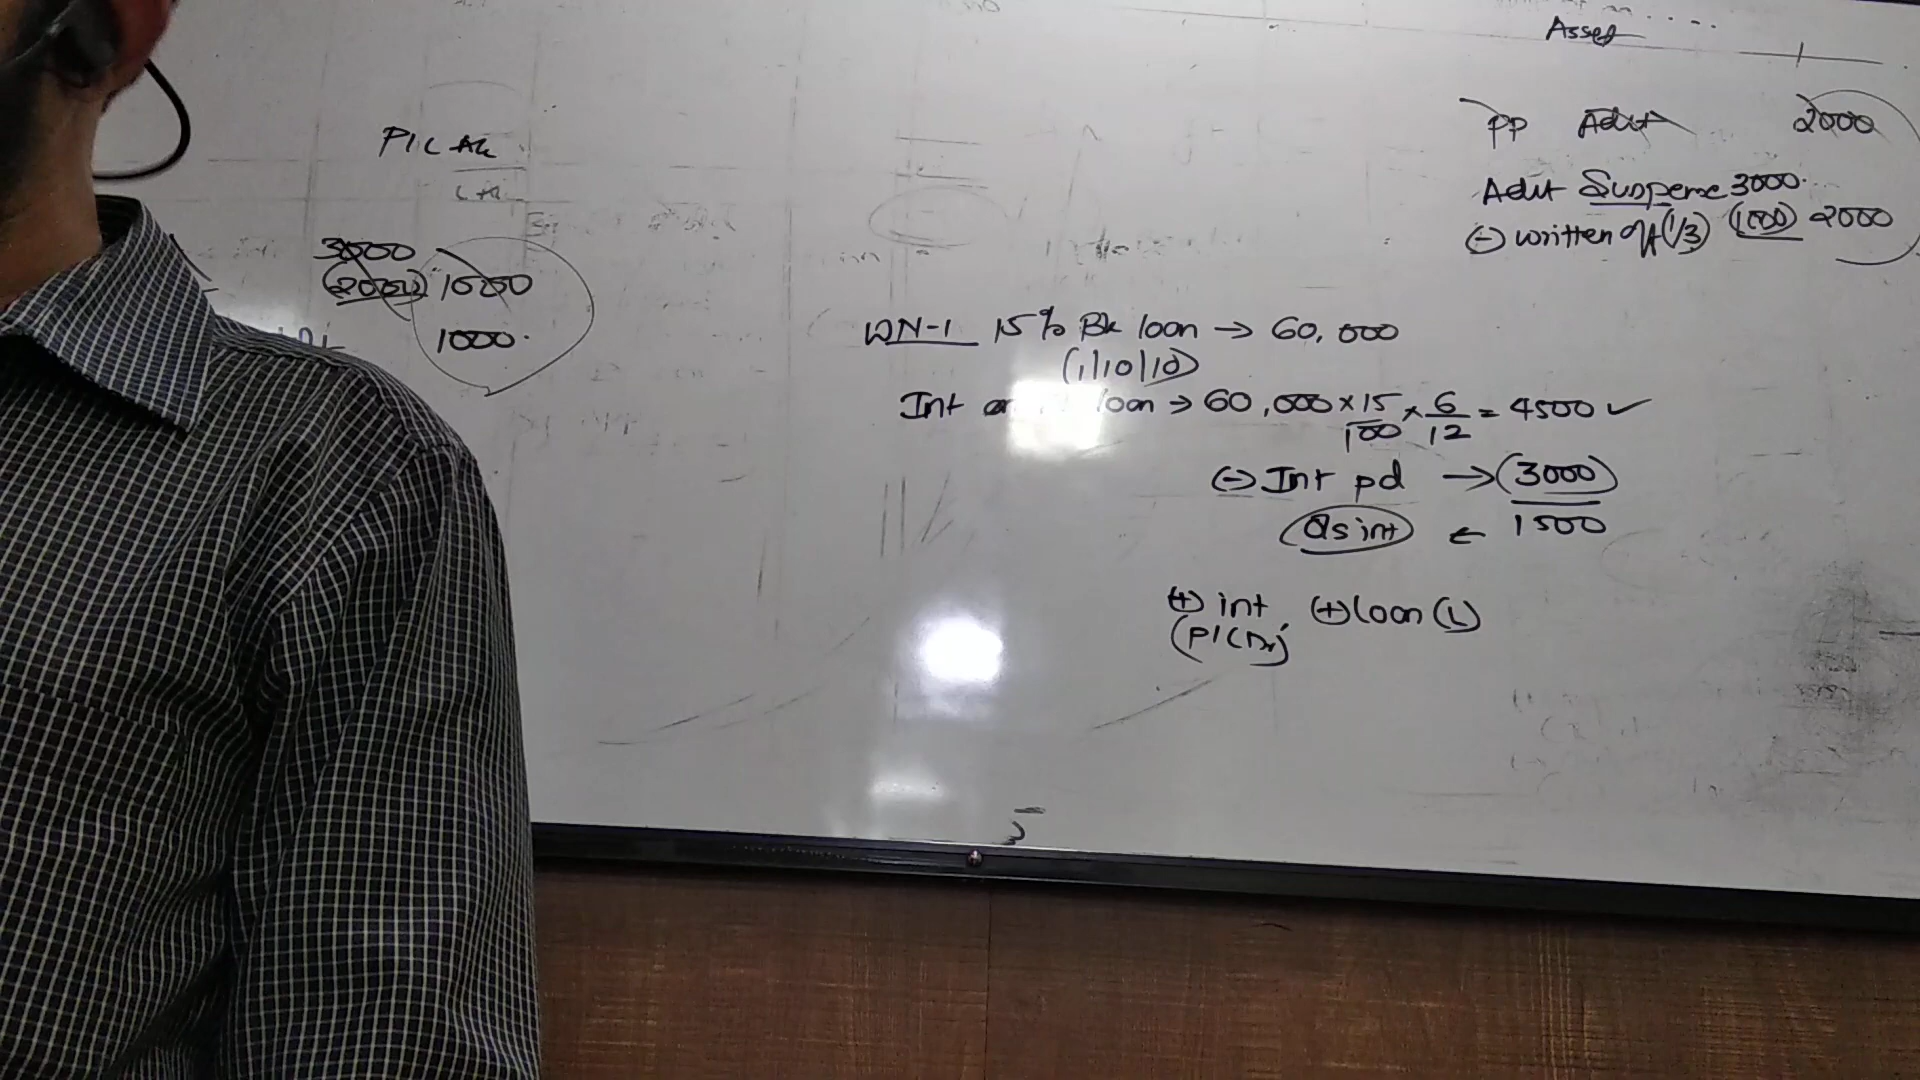 Asset
PP Advt 2000
Advt Suspense 3000
(-) written off (1/3) (1000) 2000
P/L A/c
3000
(2000) 1000
1000
WN-1 15% Bk loan → 60,000
(1/10/10)
Int loan → 60,000 × 15/100 × 6/12 = 4500 ✓
(-) Int pd → (3000)
O/s int ← 1500
(+) int (+) loan (L)
(P/L Dr)